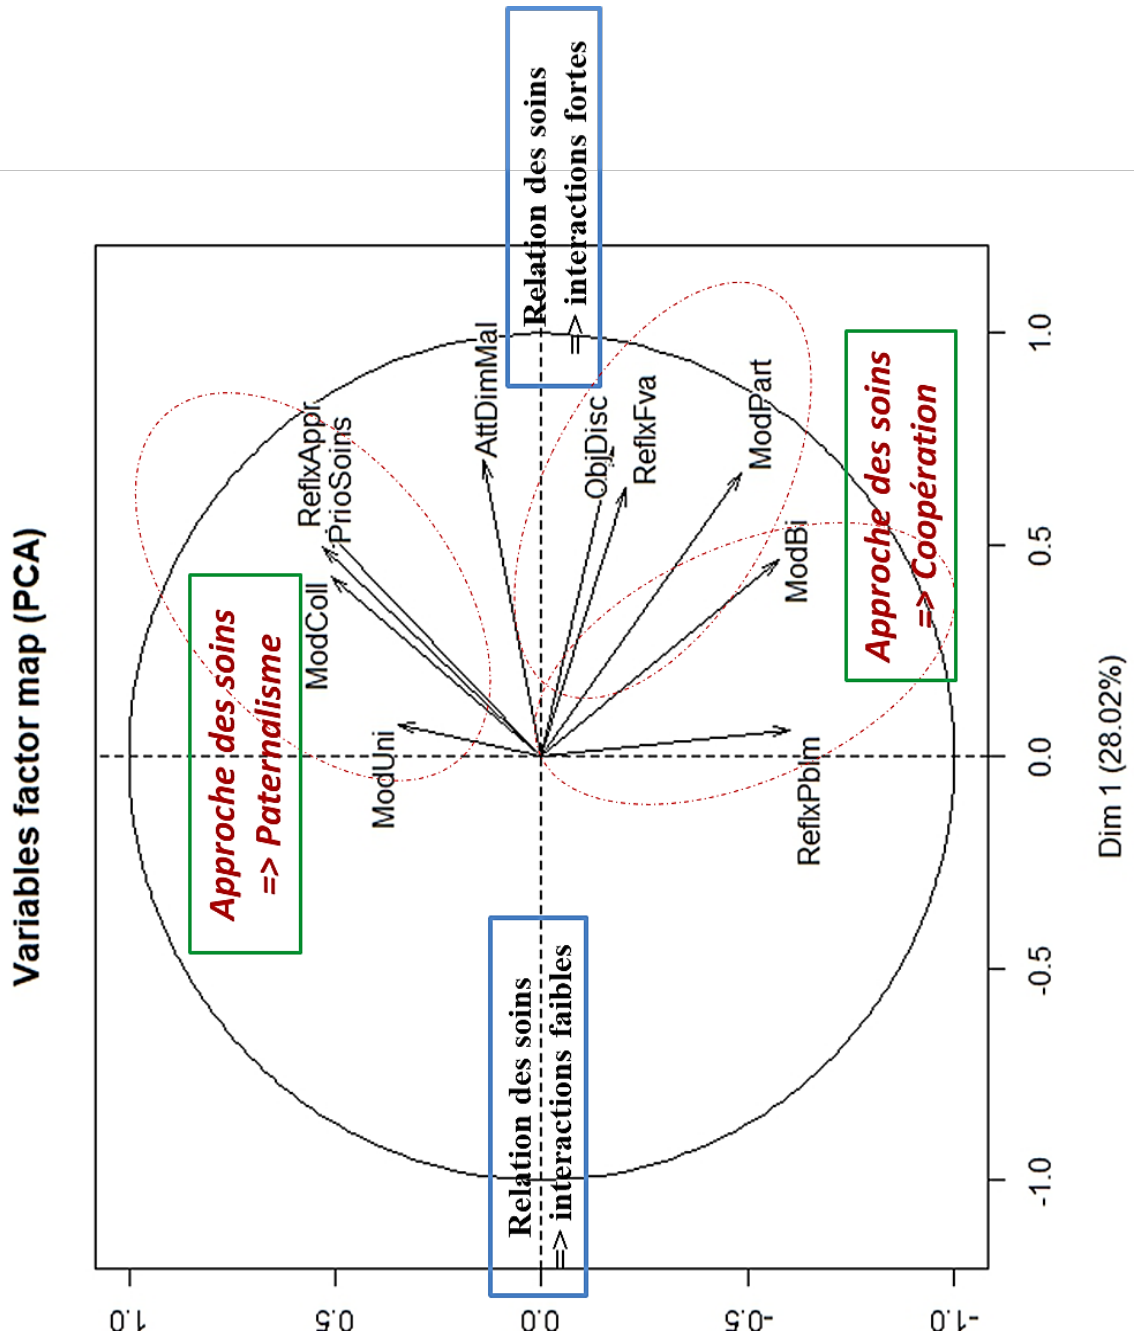 Variables factor map (PCA)
Approche des soins
=> Paternalisme
ReflxAppr
PrioSoins
ModColl
ModUni
AttDimMal
Relation des soins
=> interactions faibles
Relation des soins
=> interactions fortes
ObjDisc
ReflxFva
ModPart
ModBi
ReflxPblm
Approche des soins
=> Coopération
1.0
0.5
0.0
-0.5
-1.0
-1.0
-0.5
0.0
0.5
1.0
Dim 1 (28.02%)